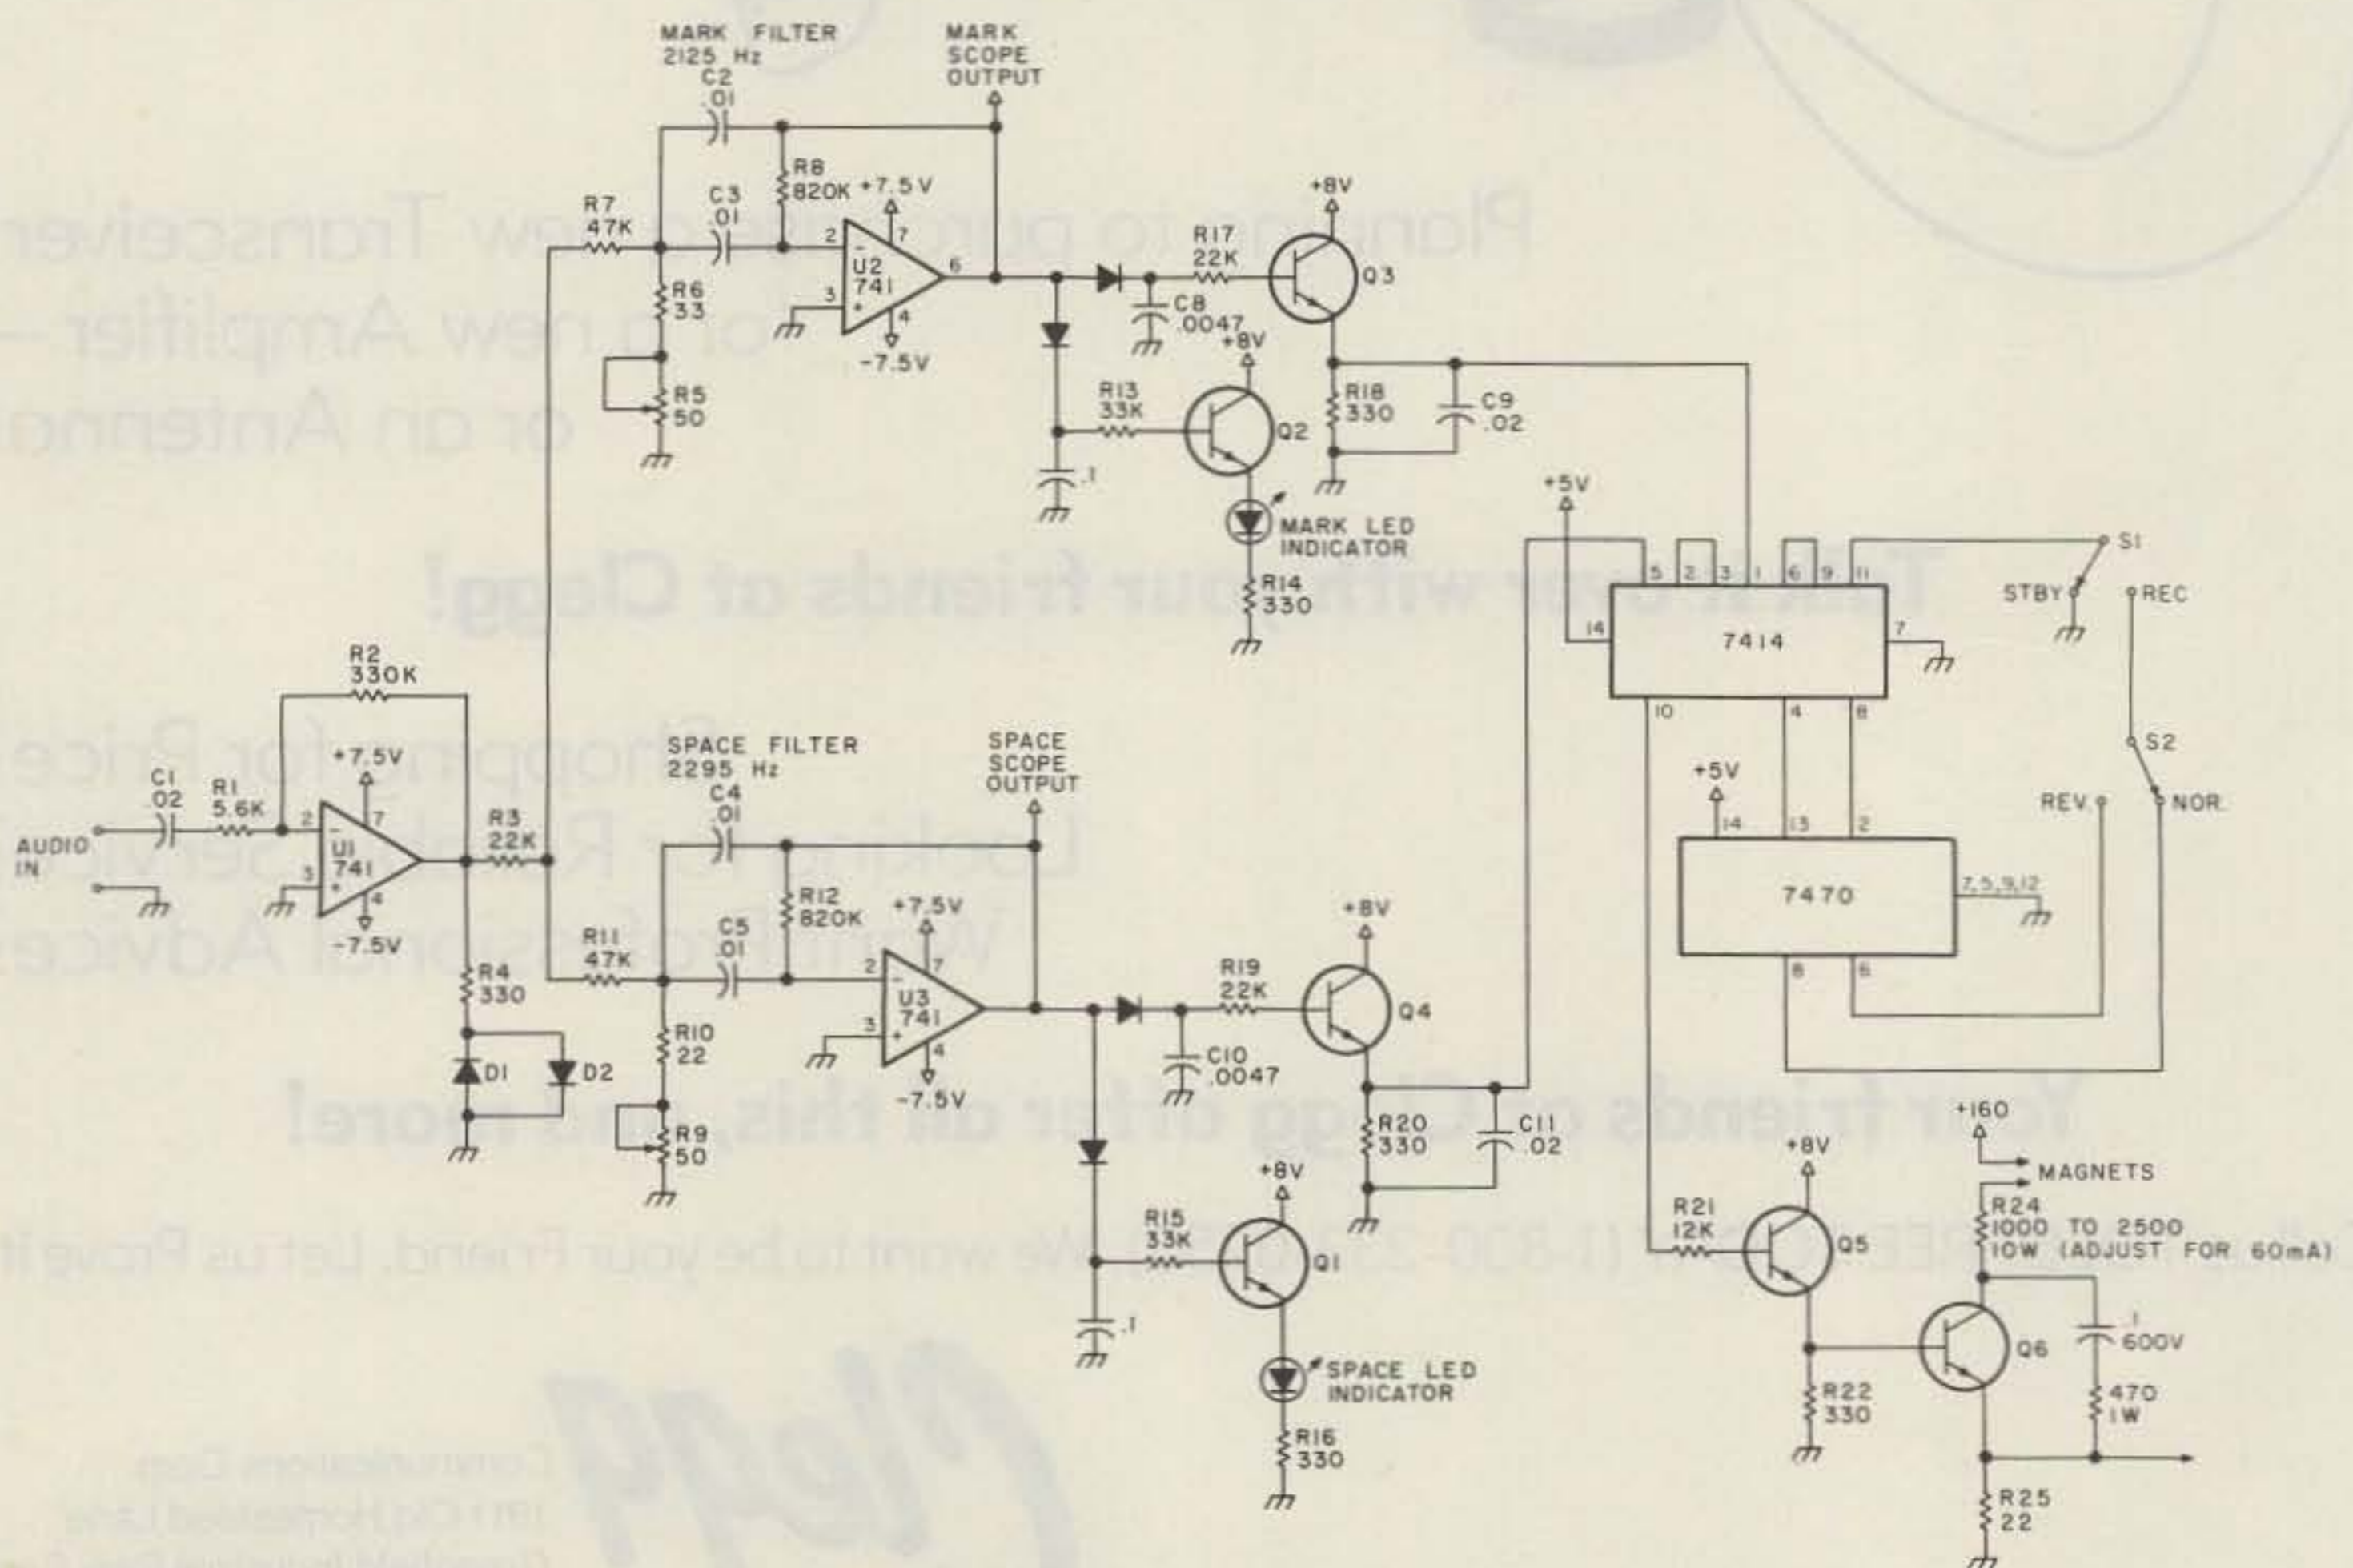 MARK FILTER
2125 Hz
C2
.01
MARK
SCOPE
OUTPUT
R8
820K
+7.5V
C3
.01
R7
47K
2
-
7
U2
741
6
3
+
4
-7.5V
R6
33
R5
50
R17
22K
+8V
Q3
C8
.0047
+8V
R13
33K
Q2
.1
R18
330
C9
.02
MARK LED
INDICATOR
R14
330
+5V
5
2
3
1
6
9
11
14
7414
7
10
4
8
S1
STBY
REC
S2
REV.
NOR.
R2
330K
+7.5V
C1
.02
R1
5.6K
AUDIO
IN
2
-
7
U1
741
3
+
4
-7.5V
R3
22K
R4
330
D1
D2
SPACE FILTER
2295 Hz
C4
.01
SPACE
SCOPE
OUTPUT
R12
820K
+7.5V
C5
.01
R11
47K
2
-
7
U3
741
3
+
4
-7.5V
R10
22
R9
50
R19
22K
+8V
Q4
C10
.0047
R20
330
C11
.02
R15
33K
+8V
Q1
.1
SPACE LED
INDICATOR
R16
330
+5V
14
13
2
7470
7,5,9,12
8
6
+160
MAGNETS
R24
1000 TO 2500
10W (ADJUST FOR 60mA)
+8V
R21
12K
Q5
Q6
.1
600V
R22
330
470
1W
R25
22
Planning to purchase a new Transceiver
or a new Amplifier –
or an Antenna
Talk it over with your friends at Clegg!
Shopping for Price
Want Professional Advice
Your friends at Clegg offer all this, and more!
We want to be your Friend. Let us Prove it
Clegg
Communications Corp.